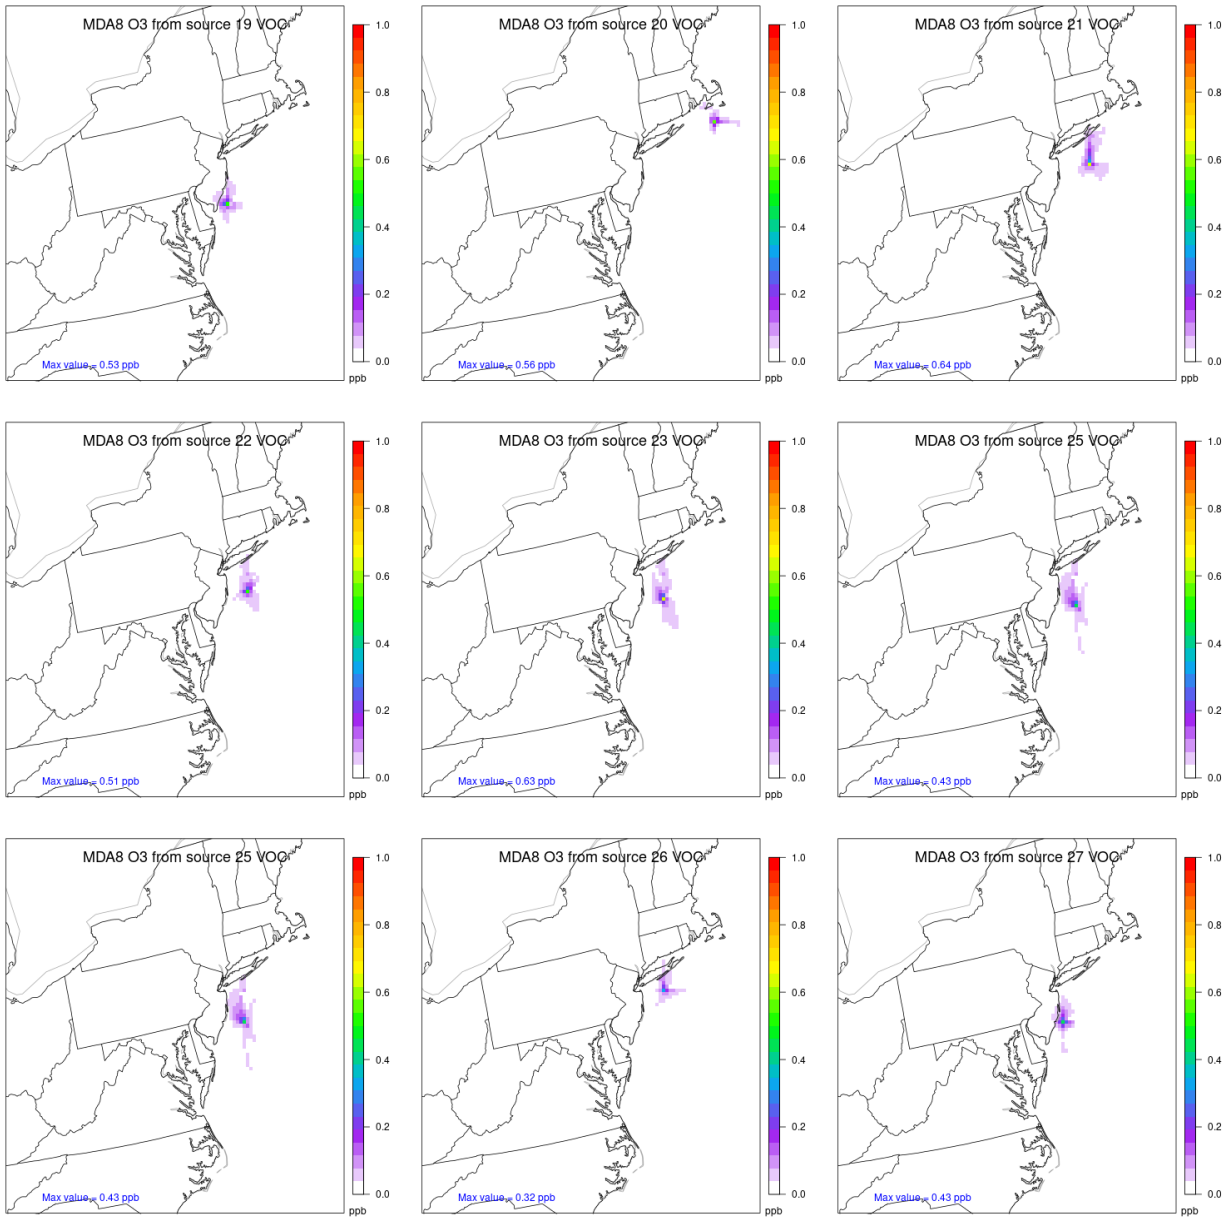 MDA8 O3 from source 19 VOC
1.0
0.8
0.6
0.4
0.2
0.0
ppb
Max value = 0.53 ppb
MDA8 O3 from source 20 VOC
1.0
0.8
0.6
0.4
0.2
0.0
ppb
Max value = 0.56 ppb
MDA8 O3 from source 21 VOC
1.0
0.8
0.6
0.4
0.2
0.0
ppb
Max value = 0.64 ppb
MDA8 O3 from source 22 VOC
1.0
0.8
0.6
0.4
0.2
0.0
ppb
Max value = 0.51 ppb
MDA8 O3 from source 23 VOC
1.0
0.8
0.6
0.4
0.2
0.0
ppb
Max value = 0.63 ppb
MDA8 O3 from source 25 VOC
1.0
0.8
0.6
0.4
0.2
0.0
ppb
Max value = 0.43 ppb
MDA8 O3 from source 25 VOC
1.0
0.8
0.6
0.4
0.2
0.0
ppb
Max value = 0.43 ppb
MDA8 O3 from source 26 VOC
1.0
0.8
0.6
0.4
0.2
0.0
ppb
Max value = 0.32 ppb
MDA8 O3 from source 27 VOC
1.0
0.8
0.6
0.4
0.2
0.0
ppb
Max value = 0.43 ppb